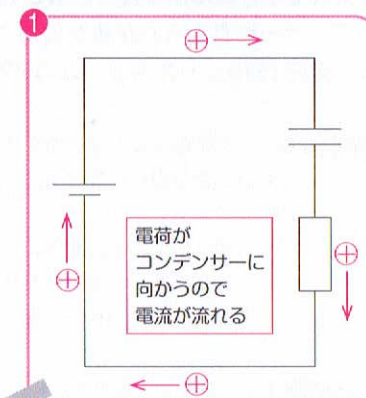 1
電荷が
コンデンサーに
向かうので
電流が流れる